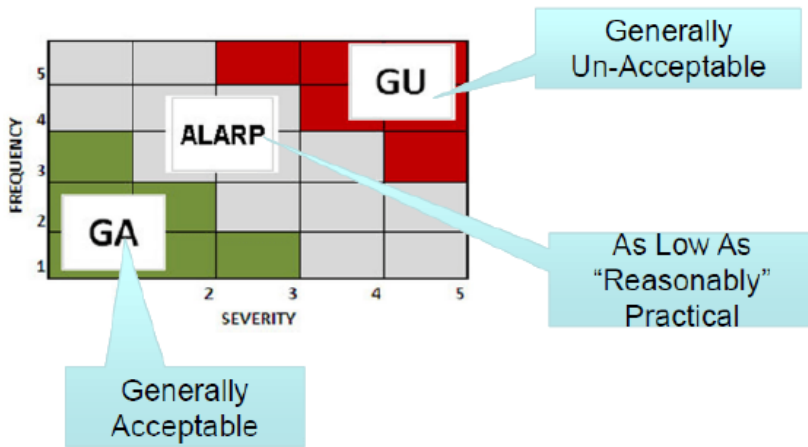 Generally
Un-Acceptable
5
GU
4
ALARP
FREQUENCY
3
2
GA
1
2 3 4 5
SEVERITY
As Low As
“Reasonably”
Practical
Generally
Acceptable